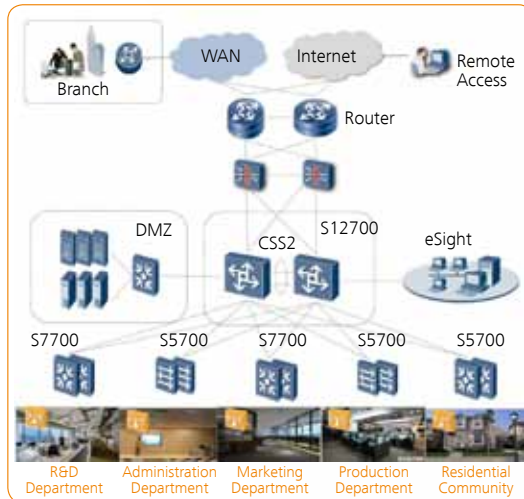 WAN
Internet
Branch
Remote
Access
Router
DMZ
CSS2
S12700
eSight
S7700
S5700
S7700
S5700
S5700
R&D
Department
Administration
Department
Marketing
Department
Production
Department
Residential
Community